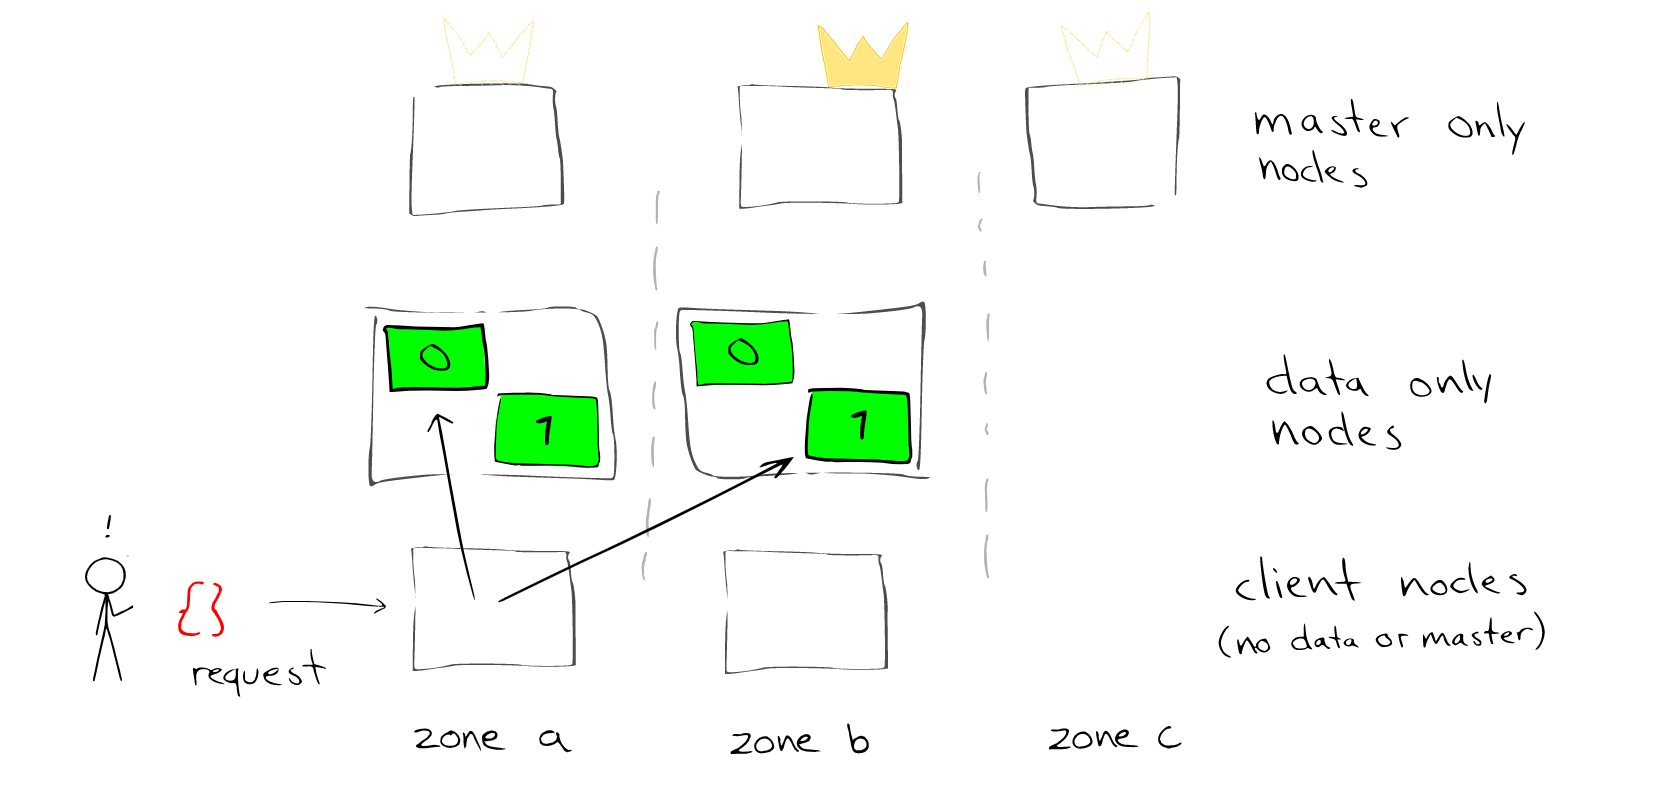 master only
nodes
0
1
0
1
data only
nodes
!
{}
request
client nodes
(no data or master)
zone a
zone b
zone c